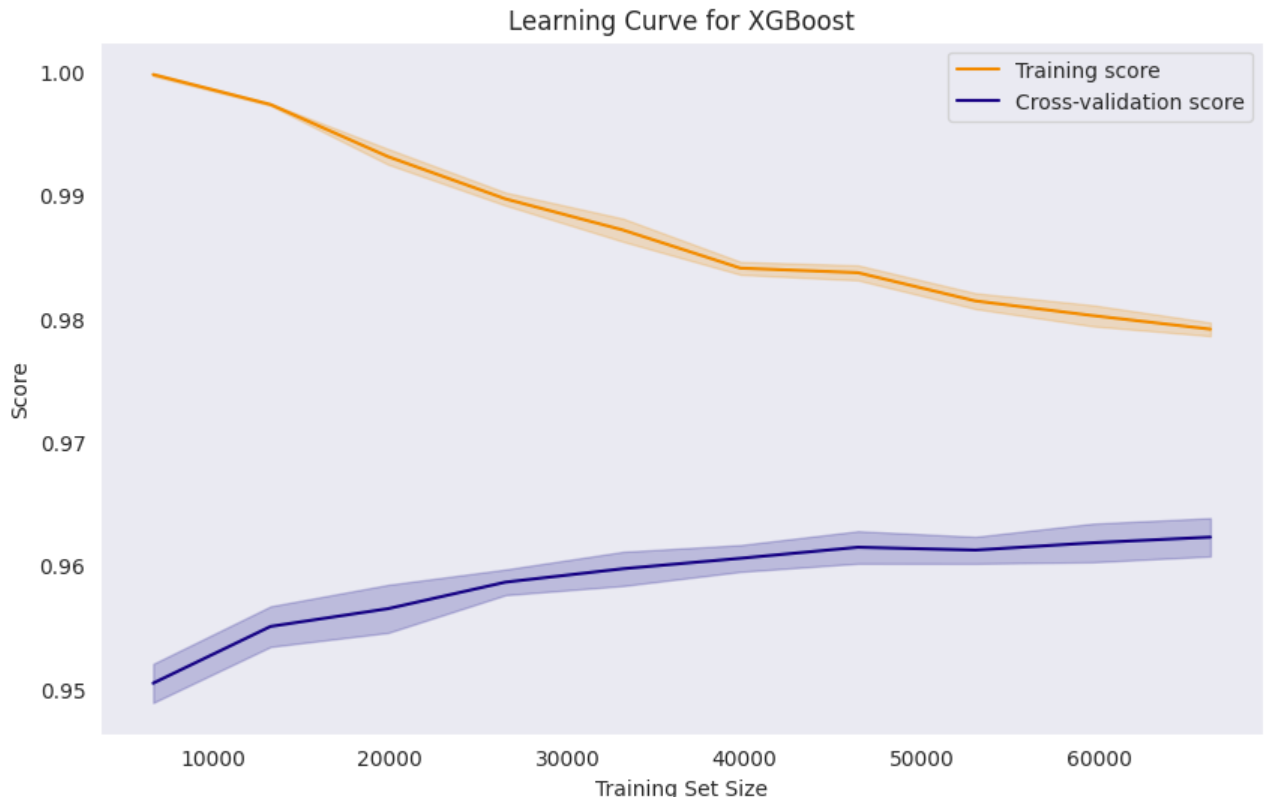 Learning Curve for XGBoost
Training score
Cross-validation score
1.00
0.99
0.98
0.97
0.96
0.95
Score
10000 20000 30000 40000 50000 60000
Training Set Size